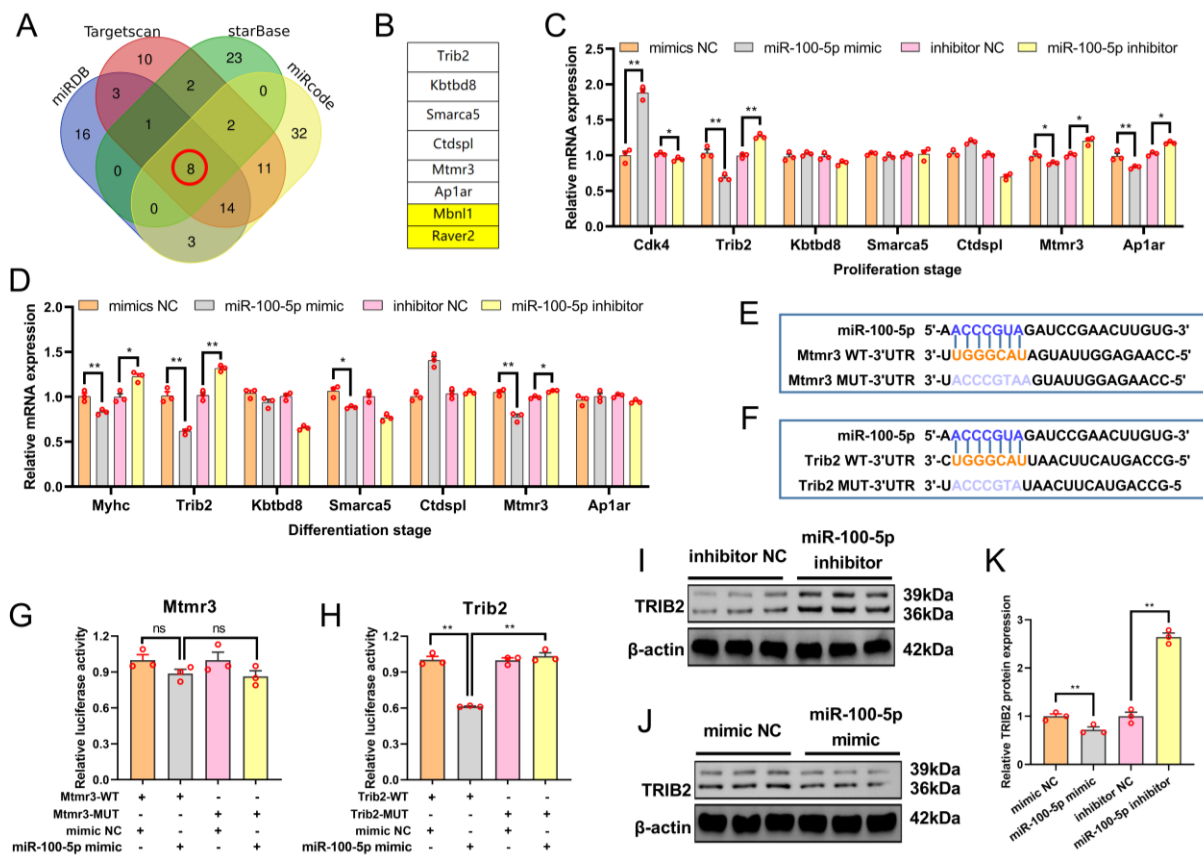 A
Targetscan
starBase
miRDB
miRcode
10
23
3
2
0
16
1
2
32
0
8
11
0
14
3
B
Trib2
Kbtbd8
Smarca5
Ctdspl
Mtmr3
Ap1ar
Mbnl1
Raver2
C
mimics NC miR-100-5p mimic inhibitor NC miR-100-5p inhibitor
Relative mRNA expression
2.5
2.0
1.5
1.0
0.5
0.0
** * ** ** * * ** *
Cdk4 Trib2 Kbtbd8 Smarca5 Ctdspl Mtmr3 Ap1ar
Proliferation stage
D
mimics NC miR-100-5p mimic inhibitor NC miR-100-5p inhibitor
Relative mRNA expression
2.0
1.5
1.0
0.5
0.0
** * ** ** * ** *
Myhc Trib2 Kbtbd8 Smarca5 Ctdspl Mtmr3 Ap1ar
Differentiation stage
E
miR-100-5p 5'-AACCCGUAGAUCCGAACUUGUG-3'
Mtmr3 WT-3'UTR 3'-UUGGGCAUAGUAUUGGAGAACC-5'
Mtmr3 MUT-3'UTR 3'-UACCCGTAAGUAUUGGAGAACC-5'
F
miR-100-5p 5'-AACCCGUAGAUCCGAACUUGUG-3'
Trib2 WT-3'UTR 3'-CUGGGCAUUAACUUCAUGACCG-5'
Trib2 MUT-3'UTR 3'-UACCCGTAUAACUUCAUGACCG-5
G
Mtmr3
Relative luciferase activity
1.2
0.9
0.6
0.3
0.0
ns ns
Mtmr3-WT + + - -
Mtmr3-MUT - - + +
mimic NC + - + -
miR-100-5p mimic - + - +
H
Trib2
Relative luciferase activity
1.2
0.9
0.6
0.3
0.0
** **
Trib2-WT + + - -
Trib2-MUT - - + +
mimic NC + - + -
miR-100-5p mimic - + - +
I
inhibitor NC miR-100-5p inhibitor
TRIB2
39kDa
36kDa
β-actin 42kDa
J
mimic NC miR-100-5p mimic
TRIB2
39kDa
36kDa
β-actin 42kDa
K
Relative TRIB2 protein expression
4
3
2
1
0
** **
mimic NC
miR-100-5p mimic
inhibitor NC
miR-100-5p inhibitor